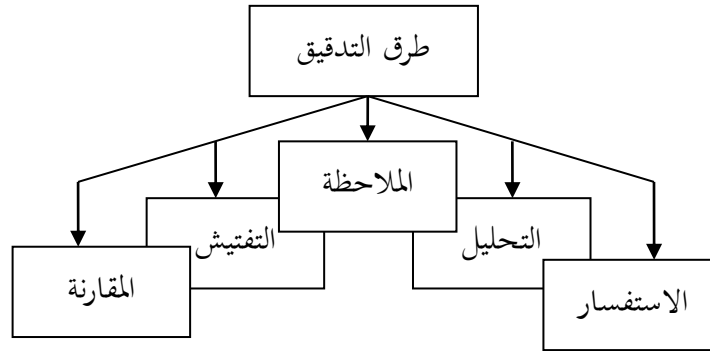 طرق التدقيق
الملاحظة
التحليل
التفتيش
الاستفسار
المقارنة